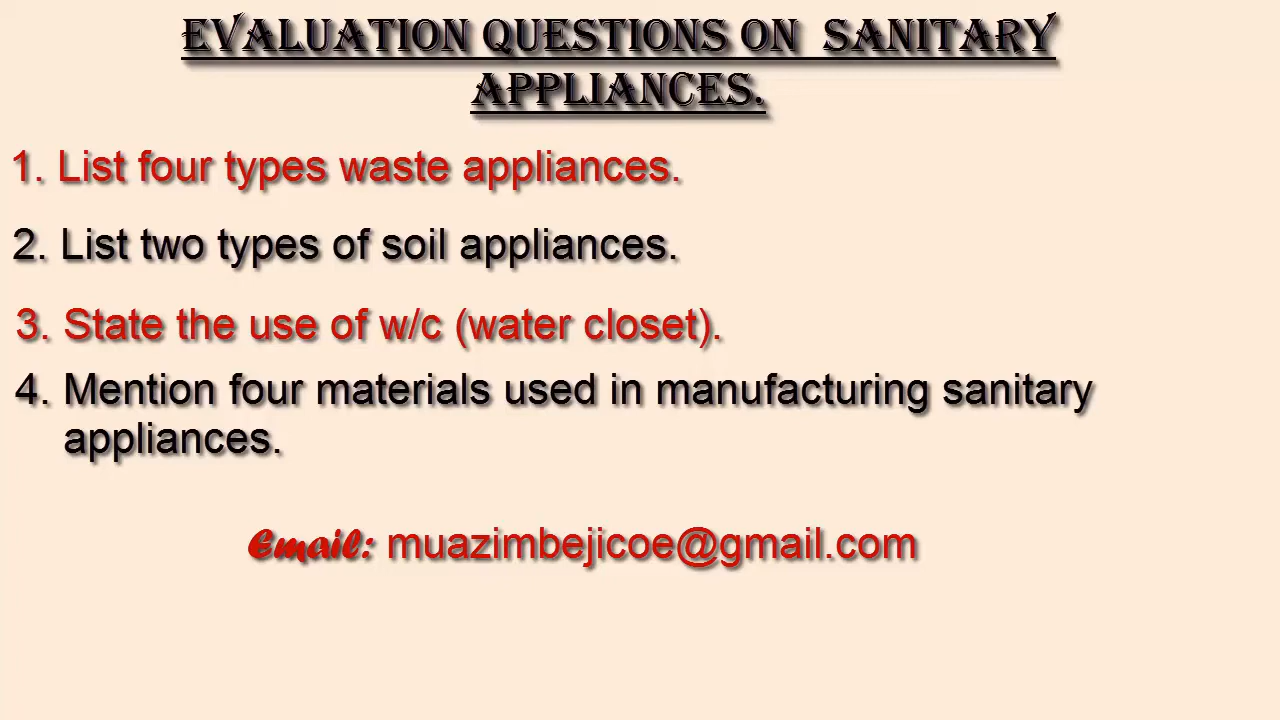 EVALUATION QUESTIONS ON SANITARY
APPLIANCES.
1. List four types waste appliances.
2. List two types of soil appliances.
3. State the use of w/c (water closet).
4. Mention four materials used in manufacturing sanitary
appliances.
Email: muazimbejicoe@gmail.com